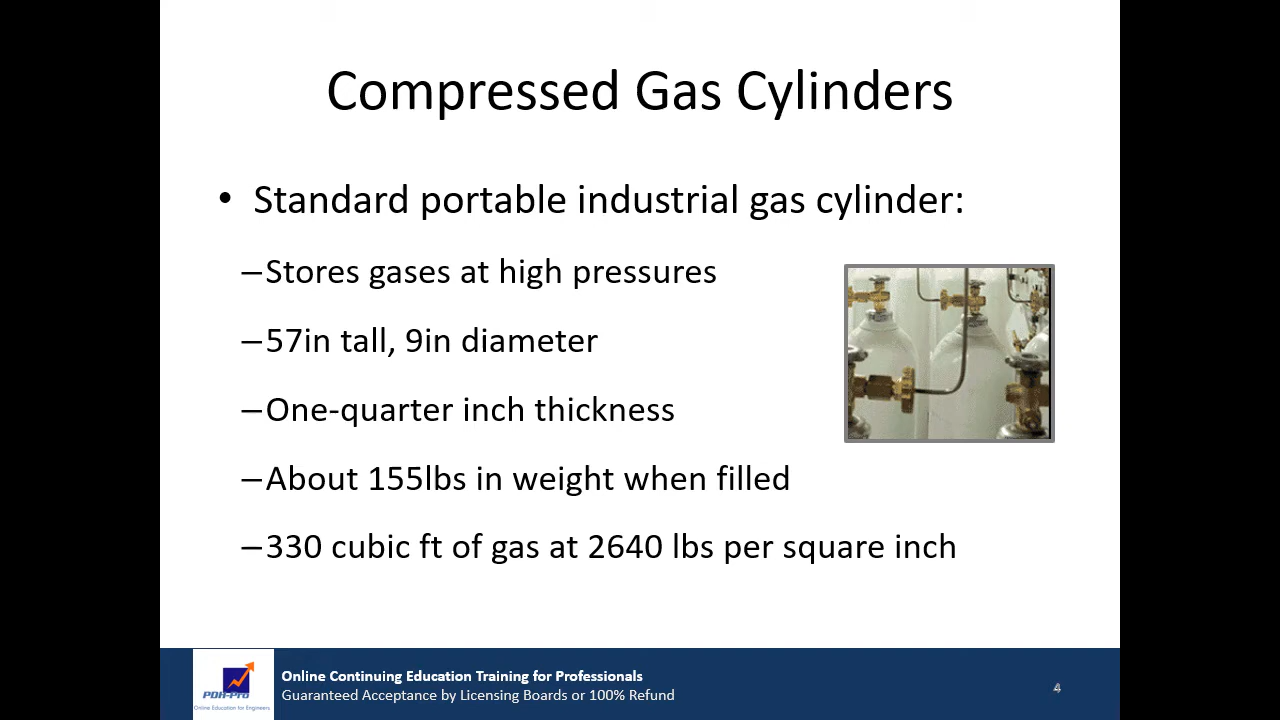 Compressed Gas Cylinders
• Standard portable industrial gas cylinder:
–Stores gases at high pressures
–57in tall, 9in diameter
–One-quarter inch thickness
–About 155lbs in weight when filled
–330 cubic ft of gas at 2640 lbs per square inch
PDH-Pro
Online Education for Engineers
Online Continuing Education Training for Professionals
Guaranteed Acceptance by Licensing Boards or 100% Refund
4